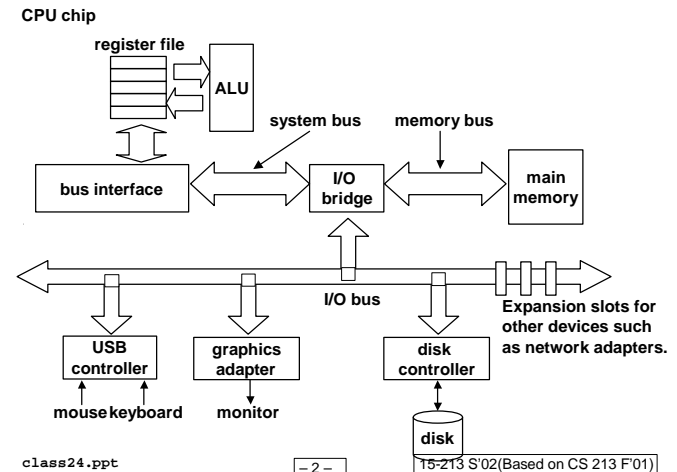 CPU chip
register file
ALU
system bus
memory bus
bus interface
I/O
bridge
main
memory
I/O bus
Expansion slots for
other devices such
as network adapters.
USB
controller
graphics
adapter
disk
controller
mouse keyboard
monitor
disk
class24.ppt
– 2 –
15-213 S'02(Based on CS 213 F'01)